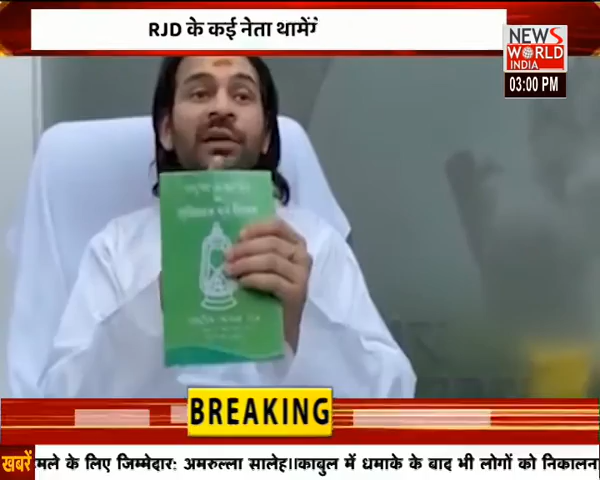 RJD के कई नेता थामेंगे
NEWS
WORLD
INDIA
03:00 PM
BREAKING
खबरें
मले के लिए जिम्मेदार: अमरुल्ला सालेह।।काबुल में धमाके के बाद भी लोगों को निकालना